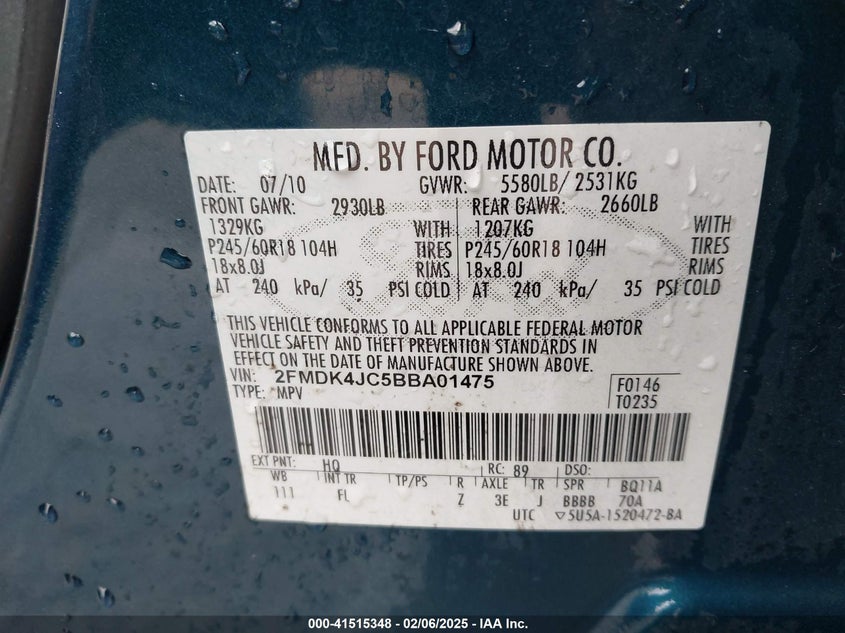 MFD. BY FORD MOTOR CO.
DATE: 07/10 GVWR: 5580LB/ 2531KG
FRONT GAWR: 2930LB REAR GAWR: 2660LB
1329KG WITH 1207KG WITH
P245/60R18 104H TIRES P245/60R18 104H TIRES
18x8.0J RIMS 18x8.0J RIMS
AT 240 kPa/ 35 PSI COLD AT 240 kPa/ 35 PSI COLD
THIS VEHICLE CONFORMS TO ALL APPLICABLE FEDERAL MOTOR
VEHICLE SAFETY AND THEFT PREVENTION STANDARDS IN
EFFECT ON THE DATE OF MANUFACTURE SHOWN ABOVE.
VIN: 2FMDK4JC5BBA01475 F0146
TYPE: MPV T0235
EXT PNT: HQ RC: 89 DSO:
WB INT TR TP/PS R AXLE TR SPR BQ11A
111 FL Z 3E J BBBB 70A
UTC ▽5U5A-1520472-BA
000-41515348 - 02/06/2025 - IAA Inc.